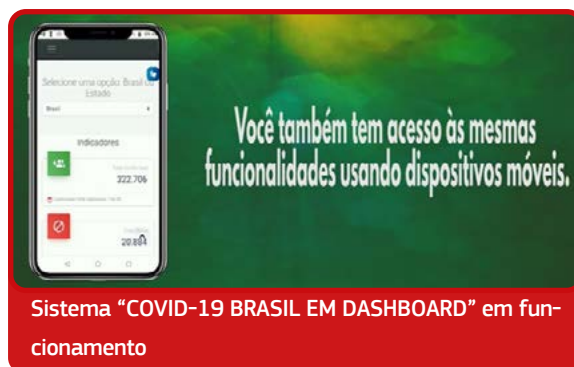 Selecione uma opção: Brasil ou
Estado
Brasil
Indicadores
322.706
20.884
Você também tem acesso às mesmas
funcionalidades usando dispositivos móveis.
Sistema “COVID-19 BRASIL EM DASHBOARD” em fun-
cionamento